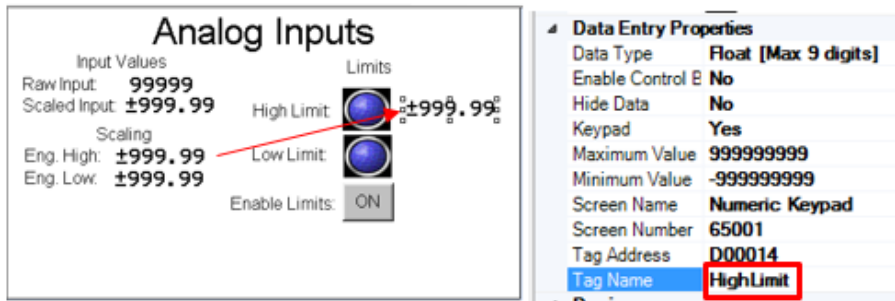 Analog Inputs
Input Values
Raw Input: 99999
Scaled Input: ±999.99
Scaling
Eng. High: ±999.99
Eng. Low: ±999.99
Limits
High Limit: ±999.99
Low Limit:
Enable Limits: ON
Data Entry Properties
Data Type Float [Max 9 digits]
Enable Control B No
Hide Data No
Keypad Yes
Maximum Value 999999999
Minimum Value -999999999
Screen Name Numeric Keypad
Screen Number 65001
Tag Address D00014
Tag Name HighLimit